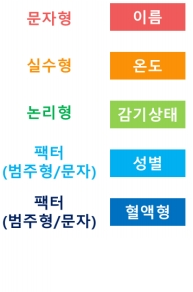 문자형 이름
실수형 온도
논리형 감기상태
팩터
(범주형/문자) 성별
팩터
(범주형/문자) 혈액형